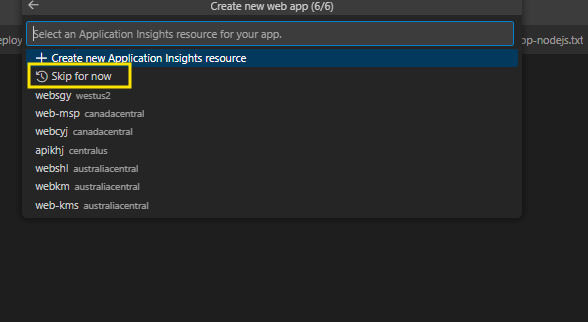 Create new web app (6/6)
Select an Application Insights resource for your app.
eploy
pp-nodejs.txt
Create new Application Insights resource
Skip for now
websgy westus2
web-msp canadacentral
webcyj canadacentral
apikhj centralus
webshl australiacentral
webkm australiacentral
web-kms australiacentral